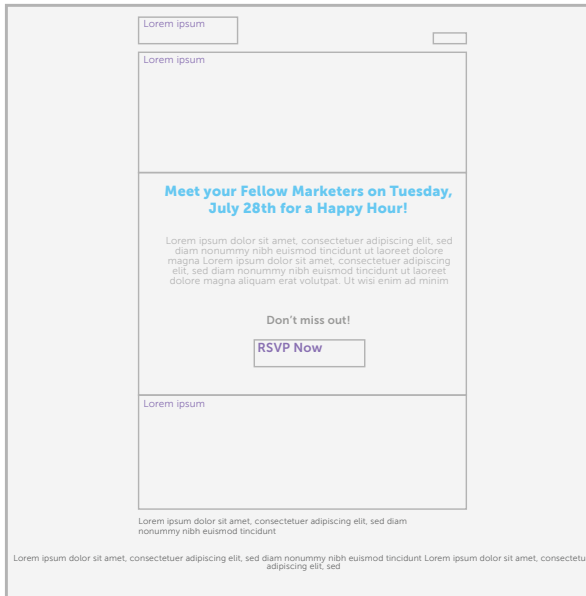 Lorem ipsum
Lorem ipsum
Meet your Fellow Marketers on Tuesday,
July 28th for a Happy Hour!
Lorem ipsum dolor sit amet, consectetuer adipiscing elit, sed
diam nonummy nibh euismod tincidunt ut laoreet dolore
magna Lorem ipsum dolor sit amet, consectetuer adipiscing
elit, sed diam nonummy nibh euismod tincidunt ut laoreet
dolore magna aliquam erat volutpat. Ut wisi enim ad minim
Don't miss out!
RSVP Now
Lorem ipsum
Lorem ipsum dolor sit amet, consectetuer adipiscing elit, sed diam
nonummy nibh euismod tincidunt
Lorem ipsum dolor sit amet, consectetuer adipiscing elit, sed diam nonummy nibh euismod tincidunt Lorem ipsum dolor sit amet,
adipiscing elit, sed